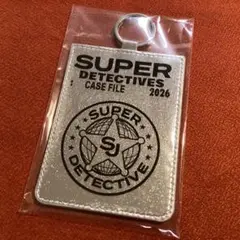 SUPER
DETECTIVES
CASE FILE 2026
SUPER
SJ
DETECTIVE